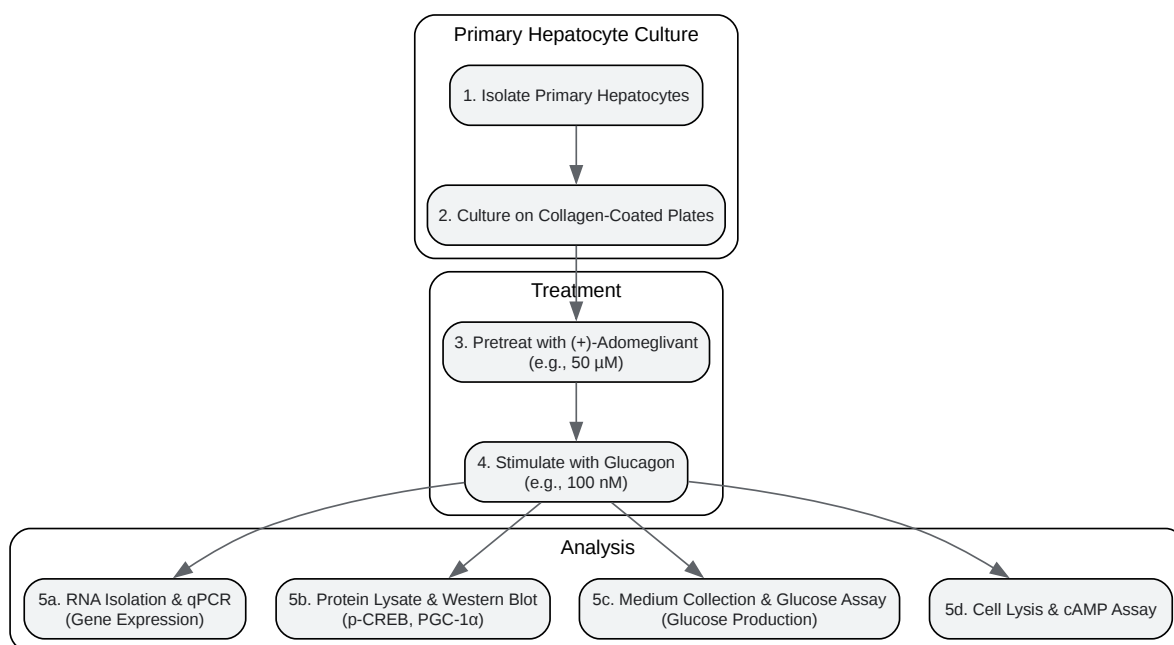 Primary Hepatocyte Culture
1. Isolate Primary Hepatocytes
2. Culture on Collagen-Coated Plates
Treatment
3. Pretreat with (+)-Adomeglivant
(e.g., 50 µM)
4. Stimulate with Glucagon
(e.g., 100 nM)
Analysis
5a. RNA Isolation & qPCR
(Gene Expression)
5b. Protein Lysate & Western Blot
(p-CREB, PGC-1α)
5c. Medium Collection & Glucose Assay
(Glucose Production)
5d. Cell Lysis & cAMP Assay